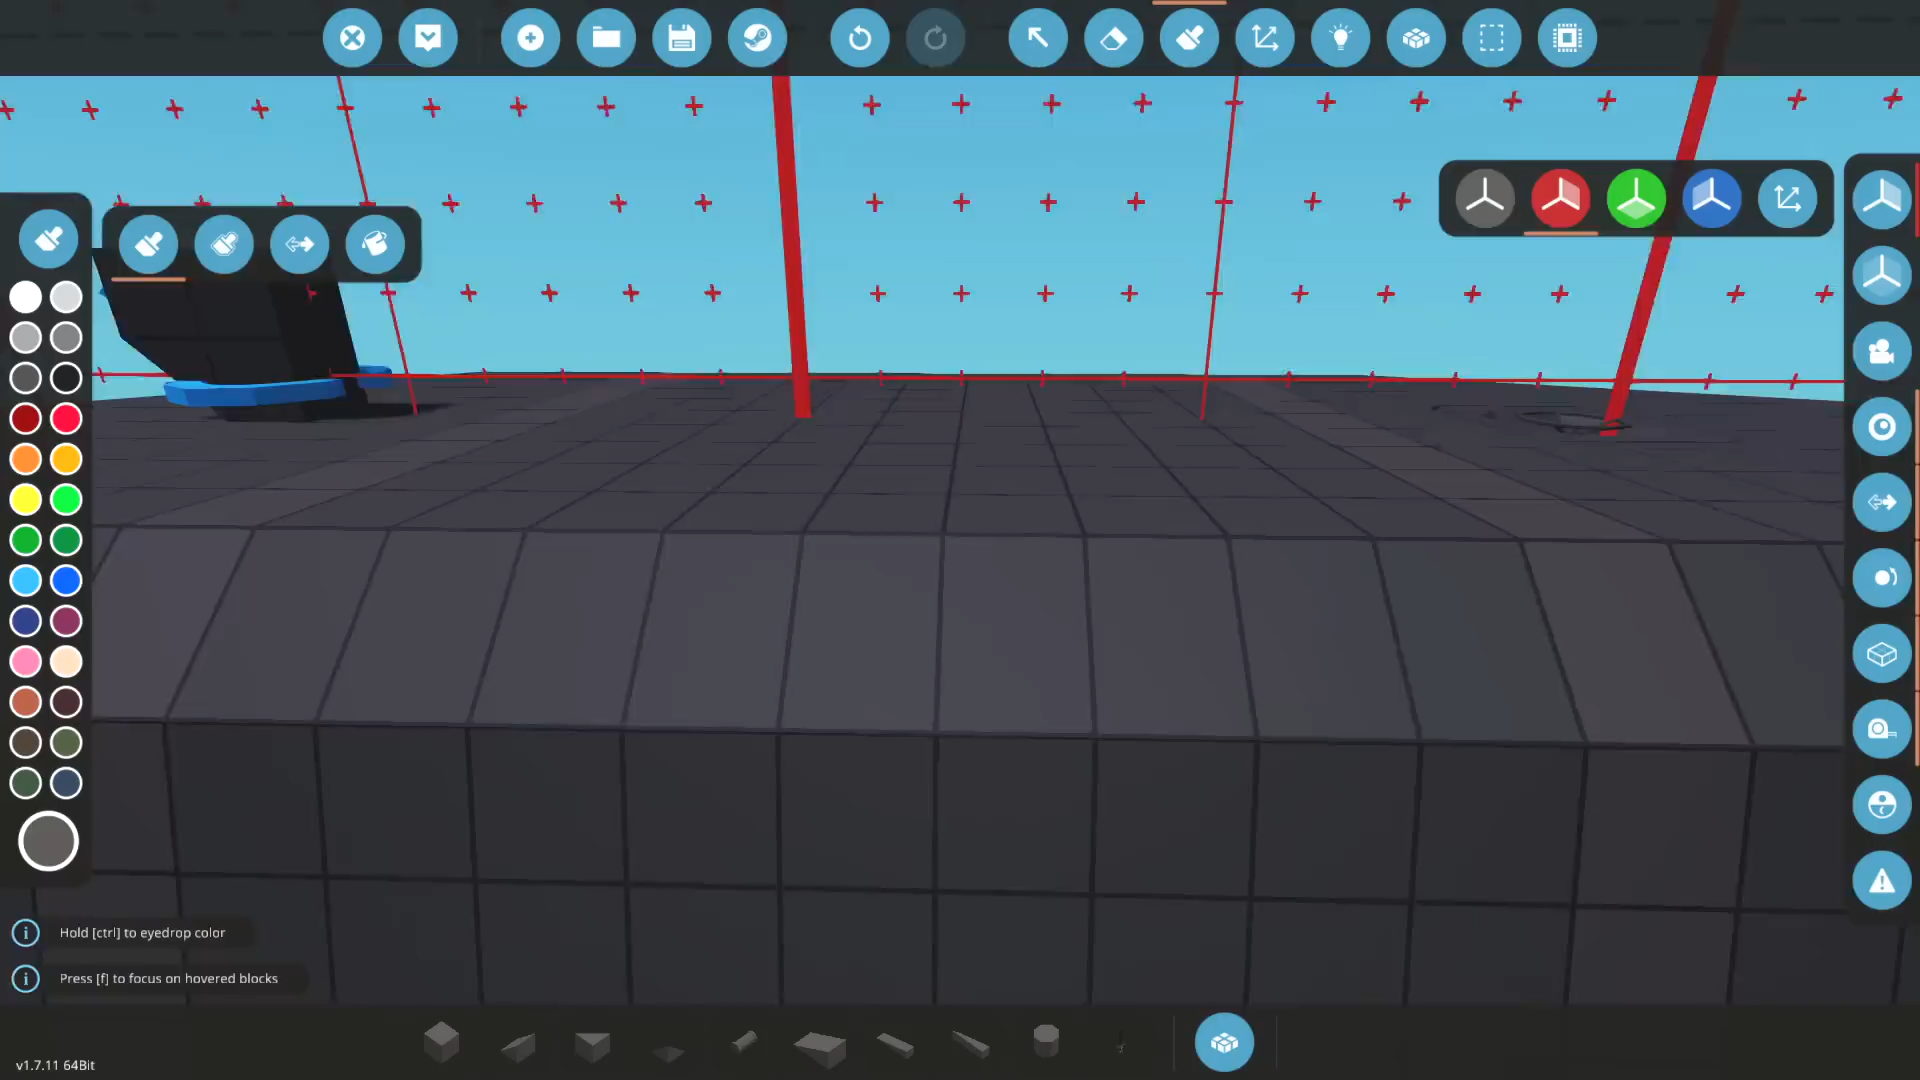 Hold [ctrl] to eyedrop color
Press [f] to focus on hovered blocks
v1.7.11 64Bit